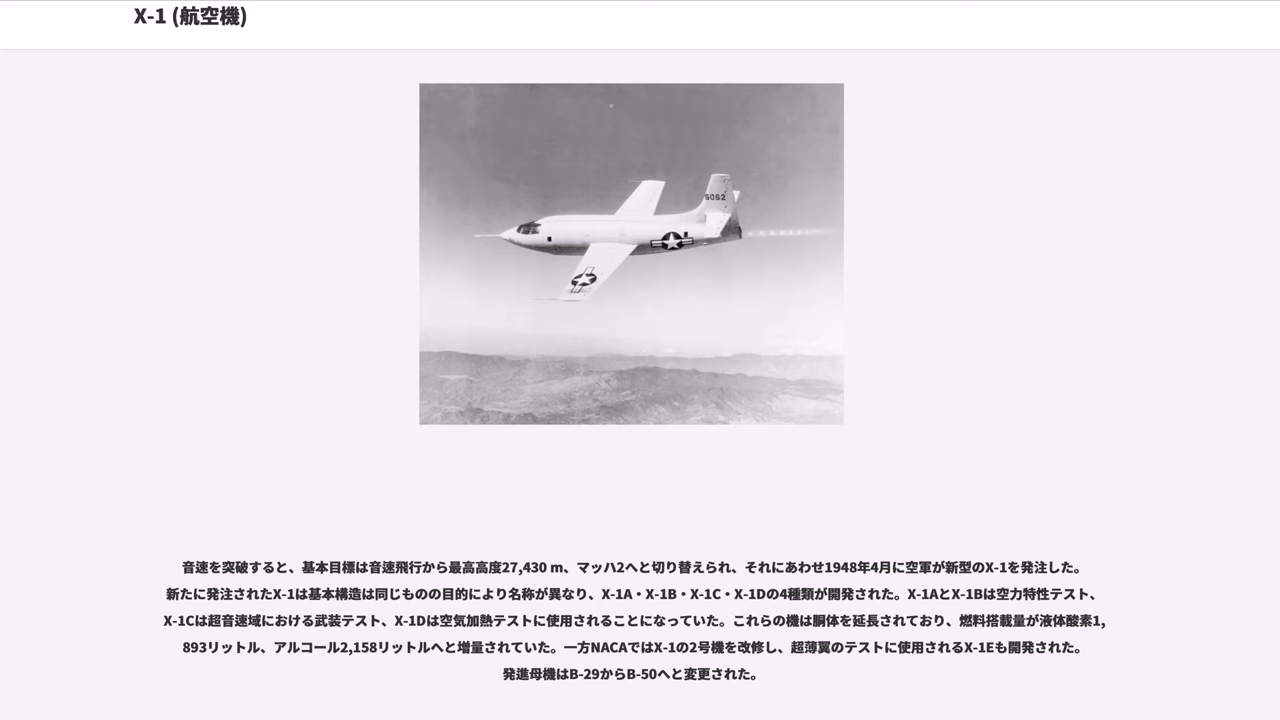 X-1 (航空機)
6062
音速を突破すると、基本目標は音速飛行から最高高度27,430 m、マッハ2へと切り替えられ、それにあわせ1948年4月に空軍が新型のX-1を発注した。
新たに発注されたX-1は基本構造は同じものの目的により名称が異なり、X-1A・X-1B・X-1C・X-1Dの4種類が開発された。X-1AとX-1Bは空力特性テスト、
X-1Cは超音速域における武装テスト、X-1Dは空気加熱テストに使用されることになっていた。これらの機は胴体を延長されており、燃料搭載量が液体酸素1,
893リットル、アルコール2,158リットルへと増量されていた。一方NACAではX-1の2号機を改修し、超薄翼のテストに使用されるX-1Eも開発された。
発進母機はB-29からB-50へと変更された。